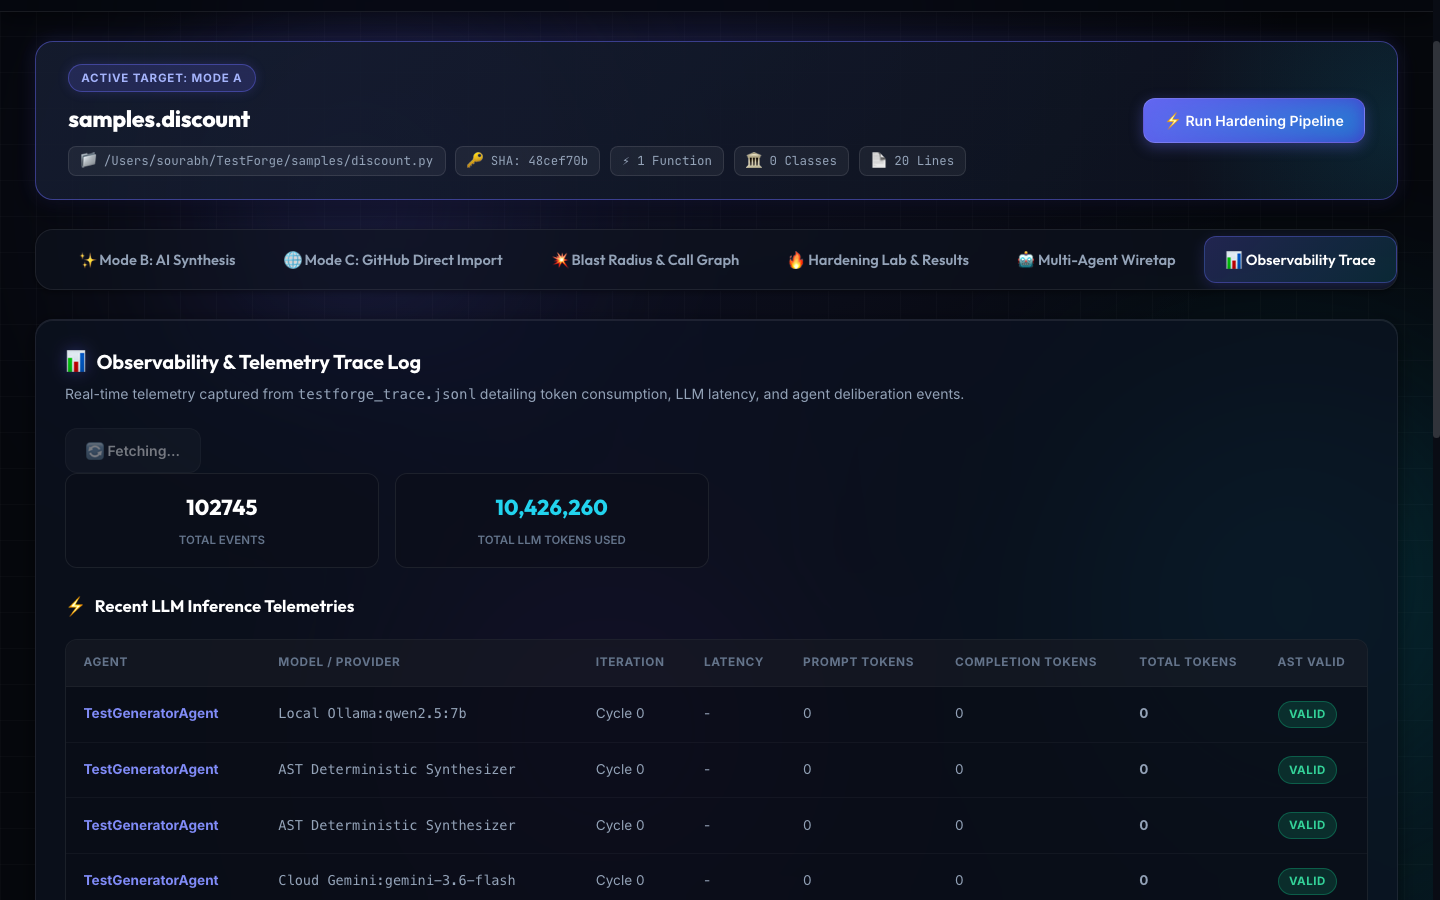 ACTIVE TARGET: MODE A
samples.discount
/Users/sourabh/TestForge/samples/discount.py SHA: 48cef70b 1 Function 0 Classes 20 Lines
Run Hardening Pipeline
Mode B: AI Synthesis Mode C: GitHub Direct Import Blast Radius & Call Graph Hardening Lab & Results Multi-Agent Wiretap Observability Trace
Observability & Telemetry Trace Log
Real-time telemetry captured from testforge_trace.jsonl detailing token consumption, LLM latency, and agent deliberation events.
Fetching...
102745 10,426,260
TOTAL EVENTS TOTAL LLM TOKENS USED
Recent LLM Inference Telemetries
AGENT MODEL / PROVIDER ITERATION LATENCY PROMPT TOKENS COMPLETION TOKENS TOTAL TOKENS AST VALID
TestGeneratorAgent Local Ollama:qwen2.5:7b Cycle 0 - 0 0 0 VALID
TestGeneratorAgent AST Deterministic Synthesizer Cycle 0 - 0 0 0 VALID
TestGeneratorAgent AST Deterministic Synthesizer Cycle 0 - 0 0 0 VALID
TestGeneratorAgent Cloud Gemini:gemini-3.6-flash Cycle 0 - 0 0 0 VALID